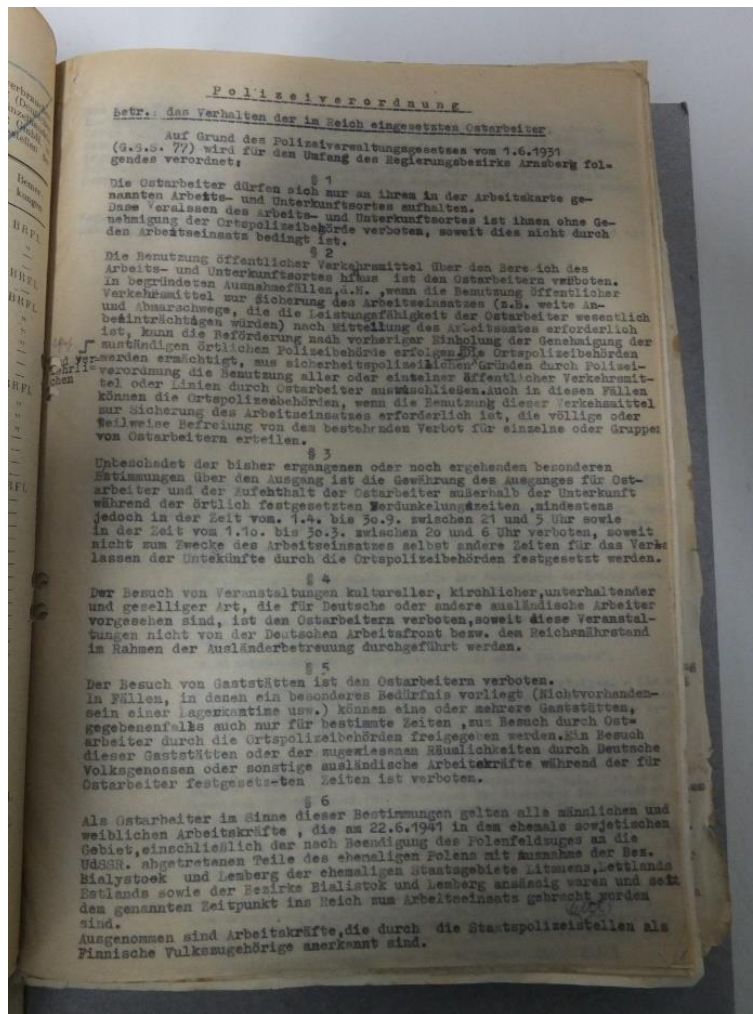 Polizeiverordnung
betr.: das Verhalten der im Reich eingesetzten Ostarbeiter
Auf Grund des Polizeiverwaltungsgesetzes vom 1.6.1931
(G.S.S. 77) wird für den Umfang des Regierungsbezirks Arnsberg fol-
gendes verordnet:
§ 1
Die Ostarbeiter dürfen sich nur an ihrem in der Arbeitskarte ge-
nannten Arbeits- und Unterkunftsortes aufhalten.
Dass Veralssen des Arbeits- und Unterkunftsortes ist ihnen ohne Ge-
nehmigung der Ortspolizeibehörde verboten, soweit dies nicht durch
den Arbeitseinsatz bedingt ist.
§ 2
Die Benutzung öffentlicher Verkehrsmittel über den Bereich des
Arbeits- und Unterkunftsortes hinaus ist den Ostarbeitern verboten.
In begründeten Ausnahmefällen,d.H. ,wenn die Benutzung öffentlicher
Verkehrsmittel zur Sicherung des Arbeitseinsatzes (z.b. weite An-
und Abmarschwege, die die Leistungsfähigkeit der Ostarbeiter wesentlich
beeinträchtägen würden) nach Mitteilung des Arbeitsamtes erforderlich
ist, kann die Beförderung nach vorheriger Einholung der Genehmigung der
zuständigen örtlichen Polizeibehörde erfolgen.Die Ortspolizeibehörden
werden ermächtigt, aus sicherheitspolizeilichen Gründen durch Polizei-
verordnung die Benutzung aller oder einzelner öffentlicher Verkehrsmit-
tel oder Linien durch Ostarbeiter auszuschließen.Auch in diesen Fällen
können die Ortspolizeibehörden, wenn die Benutzung dieser Verkehsmittel
zur Sicherung des Arbeitseinsatzes erforderlich ist, die völlige oder
teilweise Befreiung von dem bestehenden Verbot für einzelne oder Gruppen
von Ostarbeitern erteilen.
§ 3
Unbeschadet der bisher ergangenen oder noch ergehenden besonderen
Bstimmungen über den Ausgang ist die Gewährung des Ausganges für Ost-
arbeiter und der Aufenthalt der Ostarbeiter außerhalb der Unterkunft
während der örtlich festgesetzten Verdunkelungszeiten ,mindestens
jedoch in der Zeit vom. 1.4. bis 30.9. zwischen 21 und 5 Uhr sowie
in der Zeit vom 1.10. bis 30.3. zwischen 20 und 6 Uhr verboten, soweit
nicht zum Zwecke des Arbeitseinsatzes selbst andere Zeiten für das Ver-
lassen der Untekünfte durch die Ortspolizeibehörden festgesetzt werden.
§ 4
Der Besuch von Veranstaltungen kultureller, kirchlicher,unterhaltender
und geselliger Art, die für Deutsche oder andere ausländische Arbeiter
vorgesehen sind, ist den Ostarbeitern verboten,soweit diese Veranstal-
tungen nicht von der Deutschen Arbeitsfront bezw. dem Reichsnährstand
im Rahmen der Ausländerbetreuung durchgeführt werden.
§ 5
Der Besuch von Gaststätten ist den Ostarbeitern verboten.
In Fällen, in denen ein besonderes Bedürfnis vorliegt (Nichtvorhanden-
sein einer Lagerkantine usw.) können eine oder mehrere Gaststätten,
gegebenenfalls auch nur für bestimmte Zeiten ,zum Besuch durch Ost-
arbeiter durch die Ortspolizeibehörden freigegeben werden.Ein Besuch
dieser Gaststätten oder der zugewiesenen Räumlichkeiten durch Deutsche
Volksgenossen oder sonstige ausländische Arbeitskräfte während der für
Ostarbeiter festgesetz-ten Zeiten ist verboten.
§ 6
Als Ostarbeiter im Sinne dieser Bestimmungen gelten alle männlichen und
weiblichen Arbeitskräfte , die am 22.6.1941 in dem ehemals sowjetischen
Gebiet,einschließlich der nach Beendigung des Polenfeldzuges an die
UdSSR. abgetretenen Teile des ehemaligen Polens mit Ausnahme der Bez.
Bialystock und Lemberg der ehemaligen Staatsgebiete Litauens,Lettlands
Estlands sowie der Bezirks Bialistok und Lemberg ansässig waren und seit
dem genannten Zeitpunkt ins Reich zum Arbeitseinsatz gebracht worden
sind.
Ausgenommen sind Arbeitskräfte,die durch die Staatspolizeistellen als
Finnische Vulkszugehörige anerkannt sind.